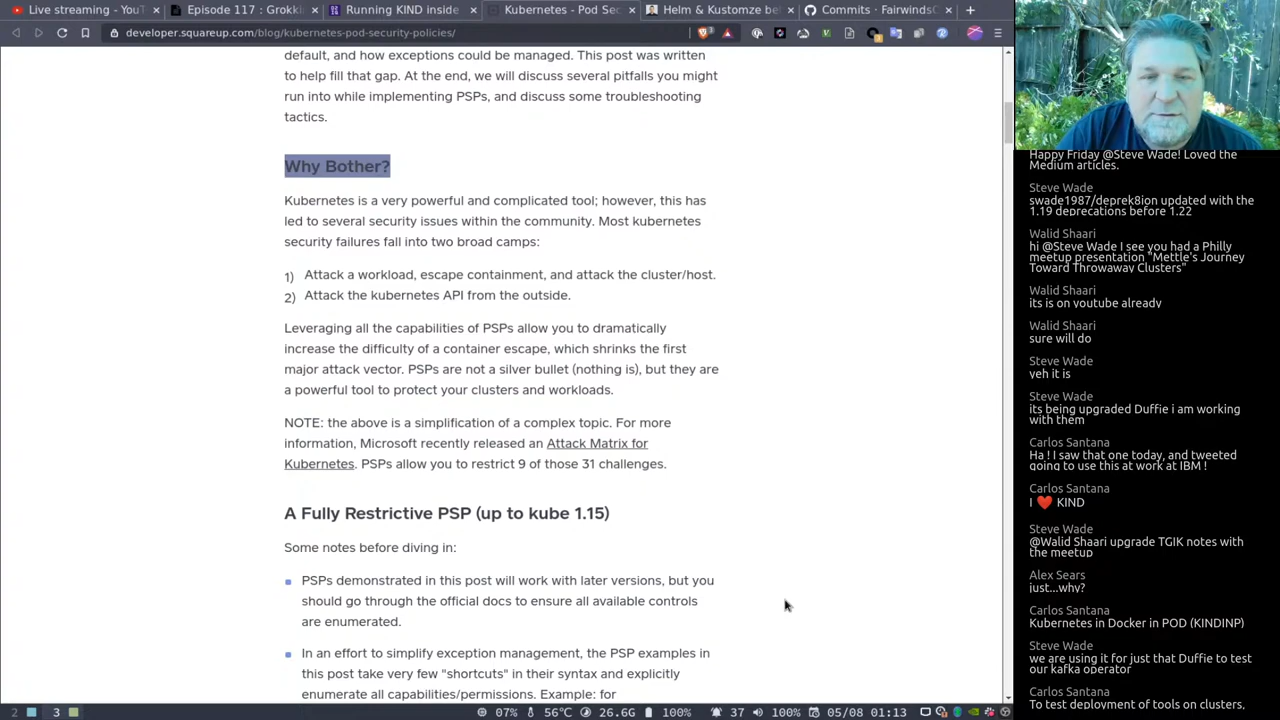 Live streaming - You
Episode 117 : Grokki
Running KIND inside
Kubernetes - Pod Sec
Helm & Kustomze be
Commits · FairwindsC
developer.squareup.com/blog/kubernetes-pod-security-policies/
default, and how exceptions could be managed. This post was written
to help fill that gap. At the end, we will discuss several pitfalls you might
run into while implementing PSPs, and discuss some troubleshooting
tactics.
Why Bother?
Kubernetes is a very powerful and complicated tool; however, this has
led to several security issues within the community. Most kubernetes
security failures fall into two broad camps:
1) Attack a workload, escape containment, and attack the cluster/host.
2) Attack the kubernetes API from the outside.
Leveraging all the capabilities of PSPs allow you to dramatically
increase the difficulty of a container escape, which shrinks the first
major attack vector. PSPs are not a silver bullet (nothing is), but they are
a powerful tool to protect your clusters and workloads.
NOTE: the above is a simplification of a complex topic. For more
information, Microsoft recently released an Attack Matrix for
Kubernetes. PSPs allow you to restrict 9 of those 31 challenges.
A Fully Restrictive PSP (up to kube 1.15)
Some notes before diving in:
PSPs demonstrated in this post will work with later versions, but you
should go through the official docs to ensure all available controls
are enumerated.
In an effort to simplify exception management, the PSP examples in
this post take very few "shortcuts" in their syntax and explicitly
enumerate all capabilities/permissions. Example: for
Happy Friday @Steve Wade! Loved the
Medium articles.
Steve Wade
swade1987/deprek8ion updated with the
1.19 deprecations before 1.22
Walid Shaari
hi @Steve Wade I see you had a Philly
meetup presentation "Mettle's Journey
Toward Throwaway Clusters"
Walid Shaari
its is on youtube already
Walid Shaari
sure will do
Steve Wade
yeh it is
Steve Wade
its being upgraded Duffie i am working
with them
Carlos Santana
Ha ! I saw that one today, and tweeted
going to use this at work at IBM !
Carlos Santana
I ❤️ KIND
Steve Wade
@Walid Shaari upgrade TGIK notes with
the meetup
Alex Sears
just...why?
Carlos Santana
Kubernetes in Docker in POD (KINDINP)
Steve Wade
we are using it for just that Duffie to test
our kafka operator
Carlos Santana
To test deployment of tools on clusters,
2 3 07% 56°C 26.6G 100% 37 05/08 01:13